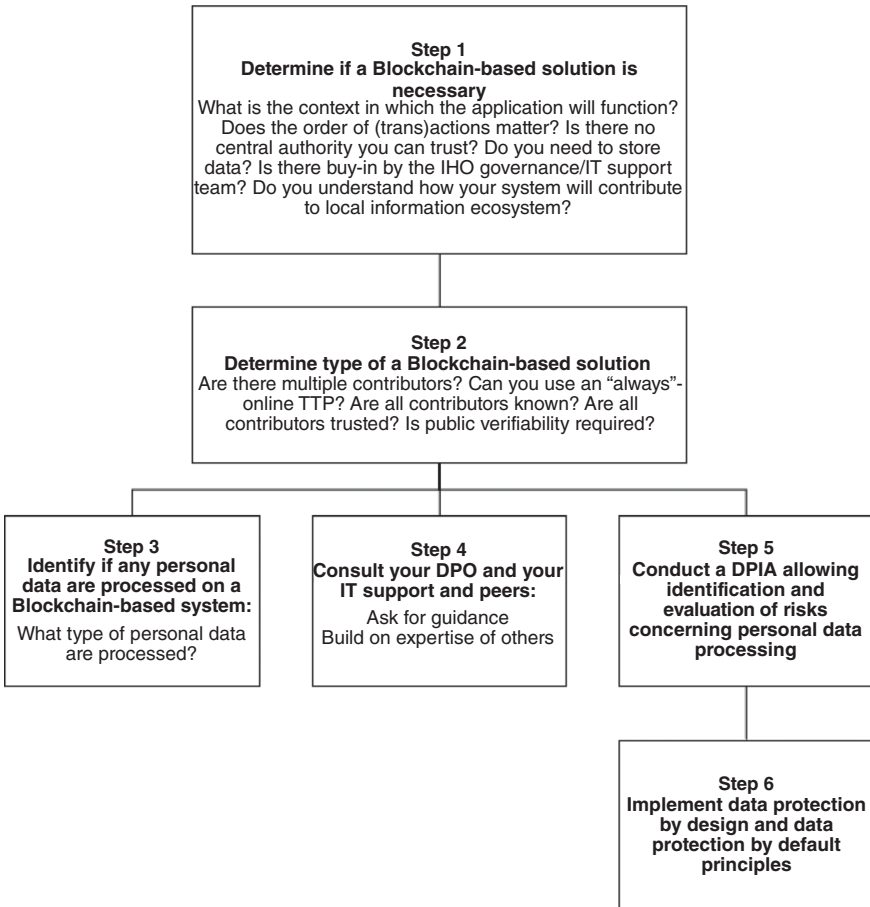 Step 1
Determine if a Blockchain-based solution is
necessary
What is the context in which the application will function?
Does the order of (trans)actions matter? Is there no
central authority you can trust? Do you need to store
data? Is there buy-in by the IHO governance/IT support
team? Do you understand how your system will contribute
to local information ecosystem?
Step 2
Determine type of a Blockchain-based solution
Are there multiple contributors? Can you use an “always”-
online TTP? Are all contributors known? Are all
contributors trusted? Is public verifiability required?
Step 3
Identify if any personal
data are processed on a
Blockchain-based system:
What type of personal data
are processed?
Step 4
Consult your DPO and your
IT support and peers:
Ask for guidance
Build on expertise of others
Step 5
Conduct a DPIA allowing
identification and
evaluation of risks
concerning personal data
processing
Step 6
Implement data protection
by design and data
protection by default
principles